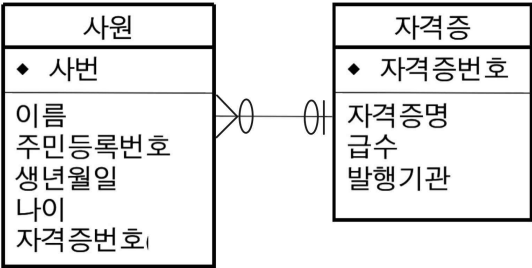 사원
◆ 사번
이름
주민등록번호
생년월일
나이
자격증번호(
자격증
◆ 자격증번호
자격증명
급수
발행기관